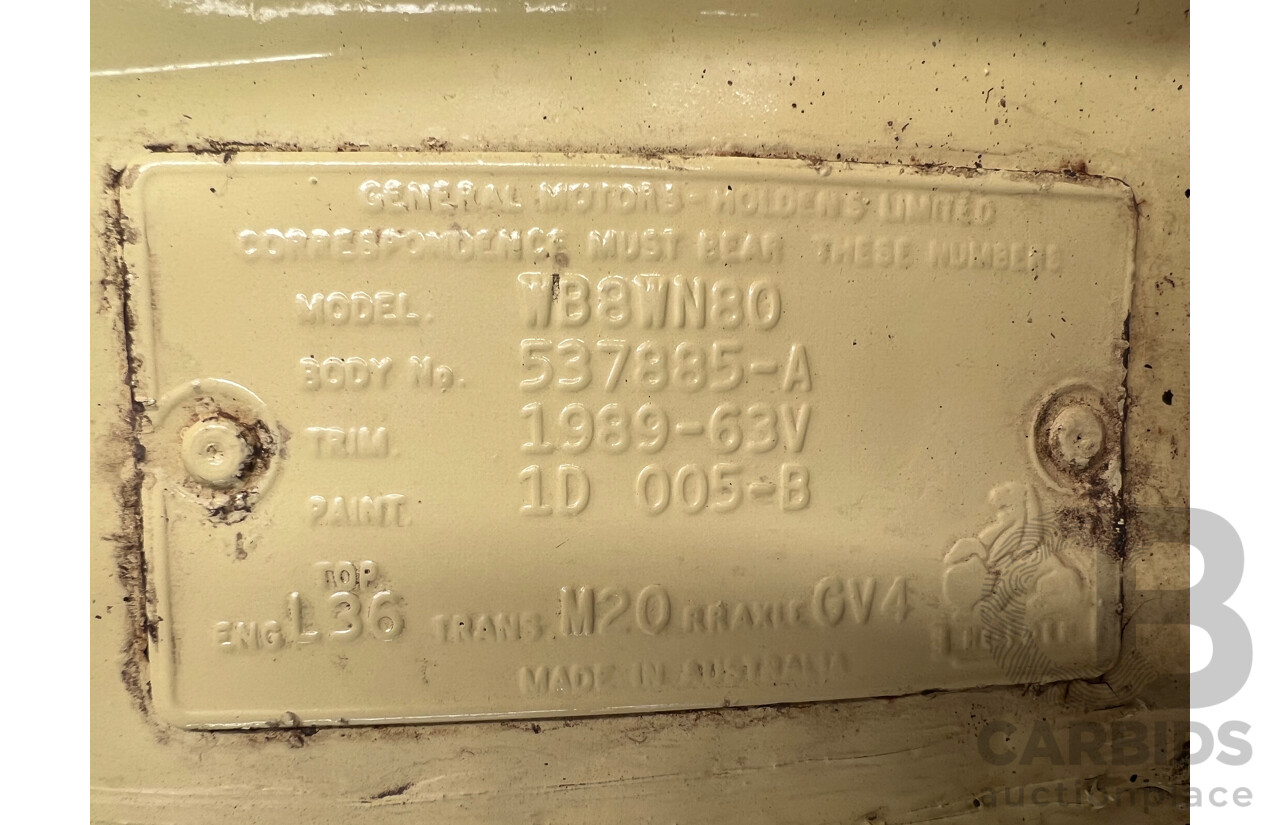 GENERAL MOTORS-HOLDENS LIMITED
CORRESPONDENCE MUST BEAR THESE NUMBERS
MODEL. WB8WN80
BODY No. 537885-A
TRIM. 1989-63V
PAINT. 1D 005-B
TOP
ENG. L36 TRANS. M20 RR AXLE GV4
MADE IN AUSTRALIA
B
CARBIDS
auctionplace